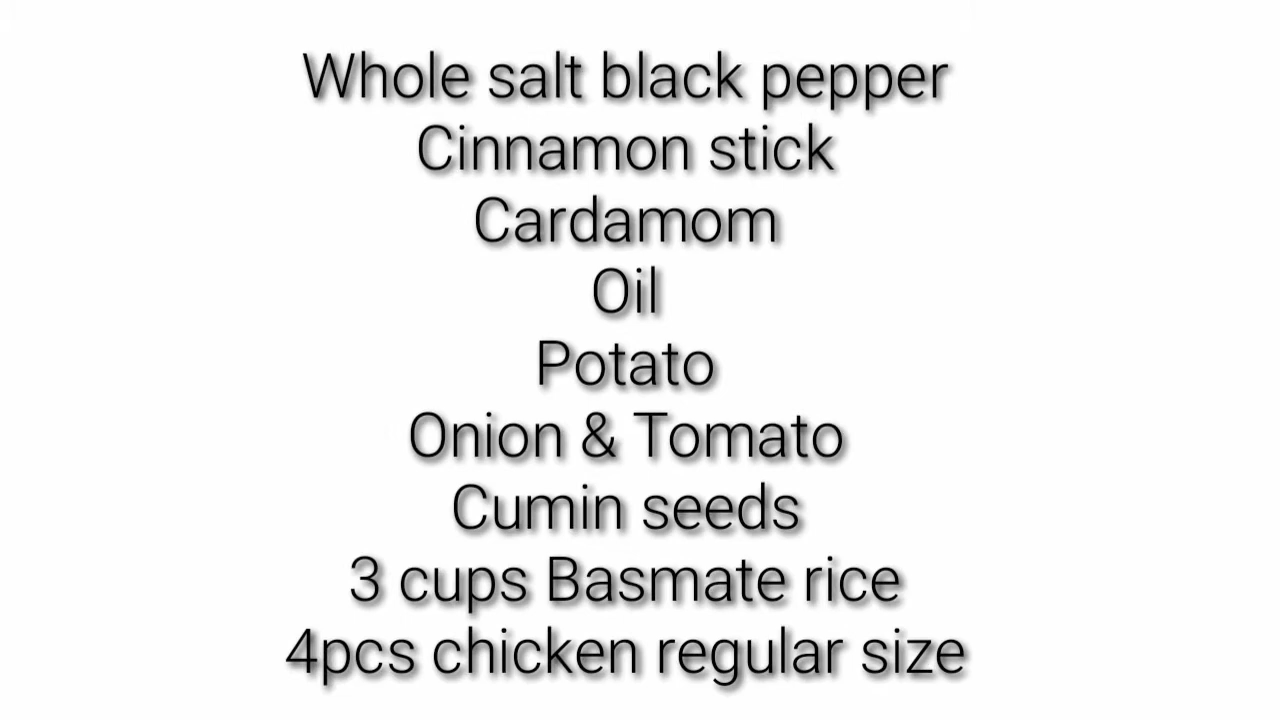 Whole salt black pepper
Cinnamon stick
Cardamom
Oil
Potato
Onion & Tomato
Cumin seeds
3 cups Basmate rice
4pcs chicken regular size